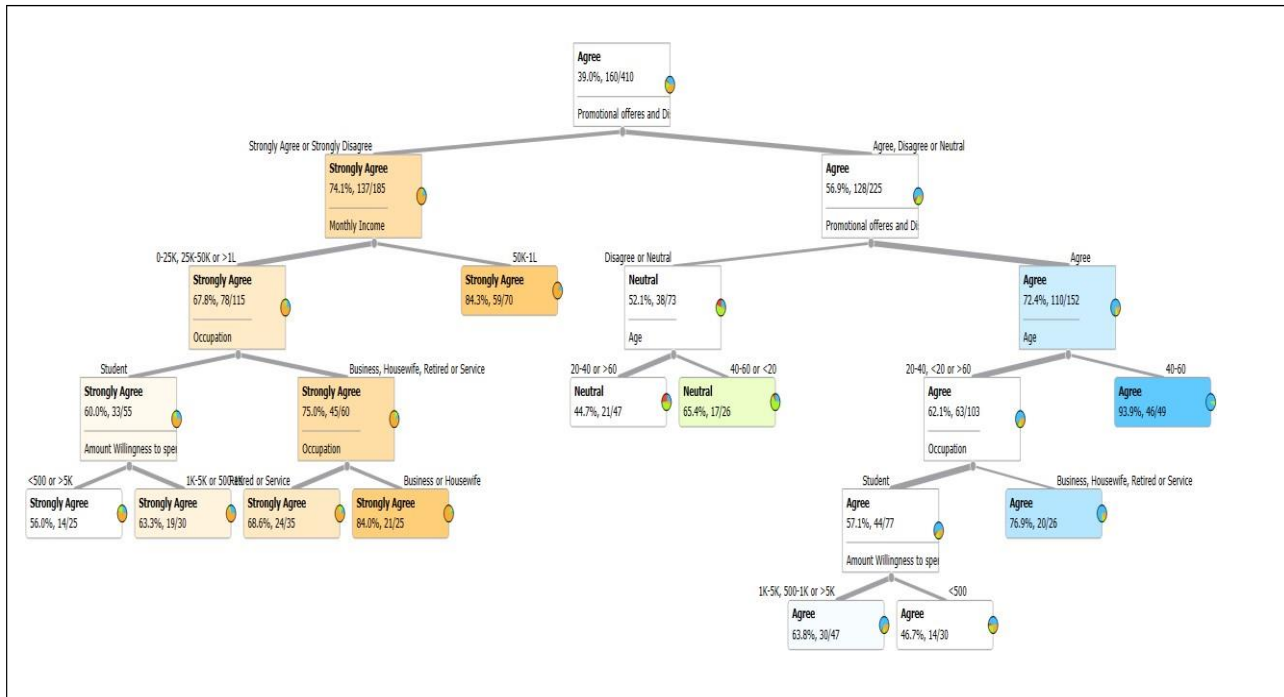 Agree
39.0%, 160/410
Promotional offeres and Di
Strongly Agree or Strongly Disagree
Agree, Disagree or Neutral
Strongly Agree
74.1%, 137/185
Monthly Income
Agree
56.9%, 128/225
Promotional offeres and Di
0-25K, 25K-50K or >1L
50K-1L
Disagree or Neutral
Agree
Strongly Agree
67.8%, 78/115
Occupation
Strongly Agree
84.3%, 59/70
Neutral
52.1%, 38/73
Age
Agree
72.4%, 110/152
Age
Student
Business, Housewife, Retired or Service
20-40 or >60
40-60 or <20
20-40, <20 or >60
40-60
Strongly Agree
60.0%, 33/55
Amount Willingness to spe
Strongly Agree
75.0%, 45/60
Occupation
Neutral
44.7%, 21/47
Neutral
65.4%, 17/26
Agree
62.1%, 63/103
Occupation
Agree
93.9%, 46/49
<500 or >5K
1K-5K or 500-1K
Retired or Service
Business or Housewife
Student
Business, Housewife, Retired or Service
Strongly Agree
56.0%, 14/25
Strongly Agree
63.3%, 19/30
Strongly Agree
68.6%, 24/35
Strongly Agree
84.0%, 21/25
Agree
57.1%, 44/77
Amount Willingness to spe
Agree
76.9%, 20/26
1K-5K, 500-1K or >5K
<500
Agree
63.8%, 30/47
Agree
46.7%, 14/30